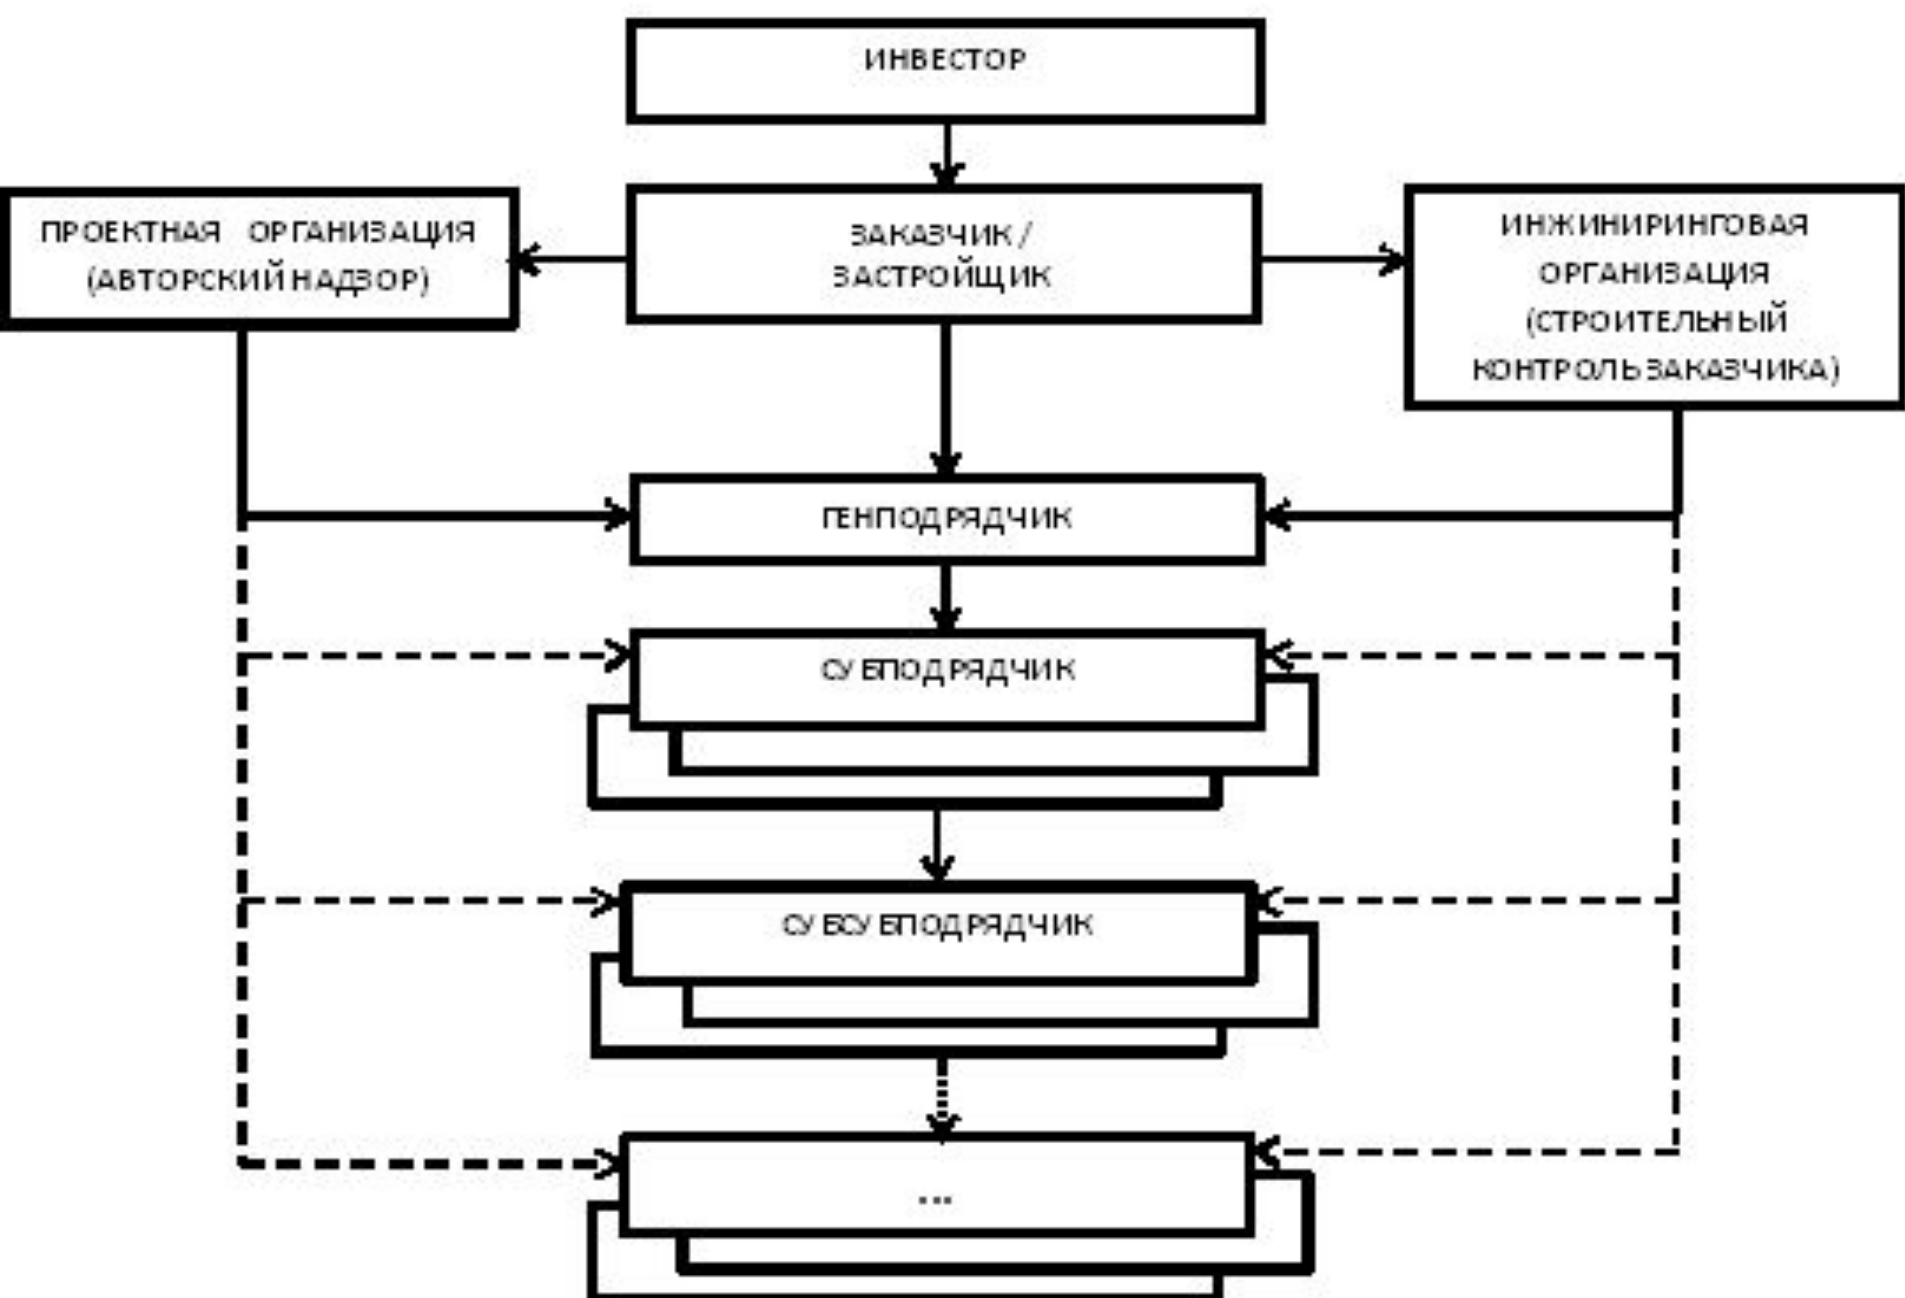 ИНВЕСТОР
ПРОЕКТНАЯ ОРГАНИЗАЦИЯ
(АВТОРСКИЙ НАДЗОР)
ЗАКАЗЧИК /
ЗАСТРОЙЩИК
ИНЖИНИРИНГОВАЯ
ОРГАНИЗАЦИЯ
(СТРОИТЕЛЬНЫЙ
КОНТРОЛЬ ЗАКАЗЧИКА)
ГЕНПОДРЯДЧИК
СУБПОДРЯДЧИК
СУБСУБПОДРЯДЧИК
...